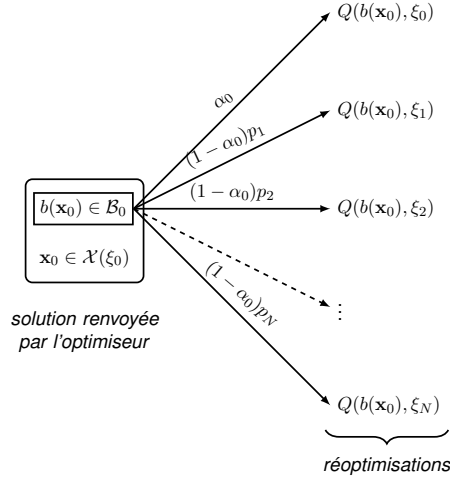 Q(b(𝐱₀), ξ₀)
α₀
Q(b(𝐱₀), ξ₁)
(1 − α₀)p₁
(1 − α₀)p₂
b(𝐱₀) ∈ ℬ₀
Q(b(𝐱₀), ξ₂)
𝐱₀ ∈ 𝒳(ξ₀)
(1 − α₀)p_N
⋮
solution renvoyée
par l'optimiseur
Q(b(𝐱₀), ξ_N)
réoptimisations